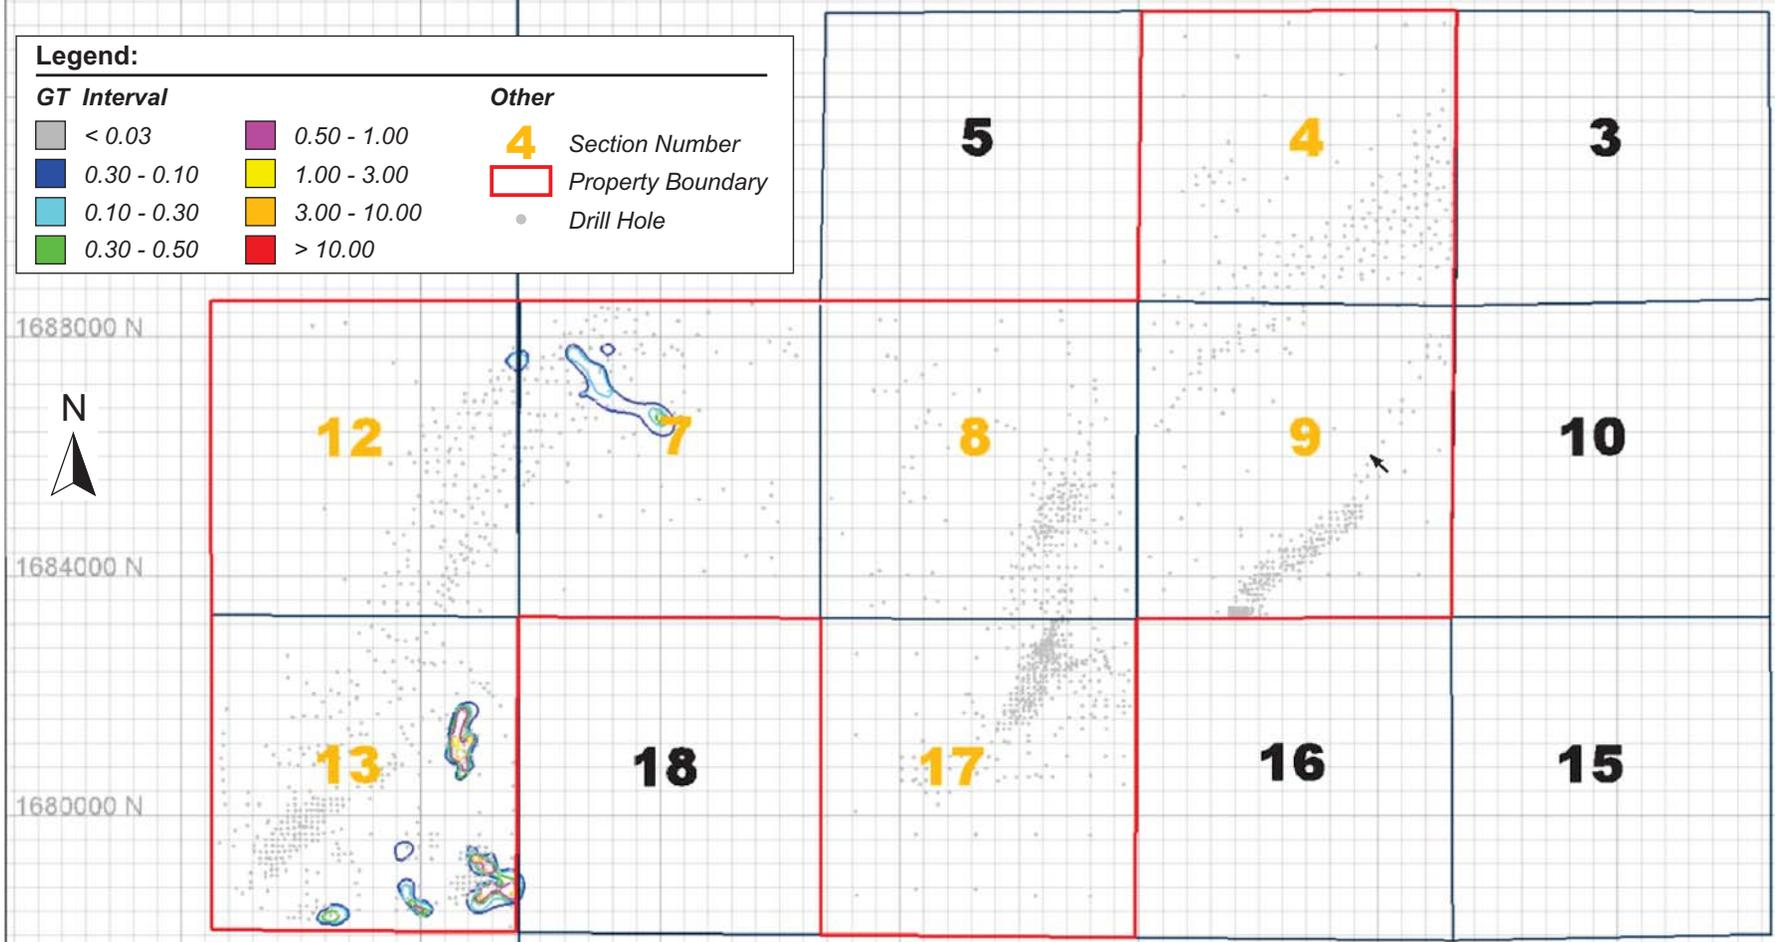 Legend:
GT Interval
Other
< 0.03
0.50 - 1.00
4 Section Number
0.30 - 0.10
1.00 - 3.00
Property Boundary
0.10 - 0.30
3.00 - 10.00
Drill Hole
0.30 - 0.50
> 10.00
5
4
3
1688000 N
N
12
7
8
9
10
1684000 N
13
18
17
16
15
1680000 N